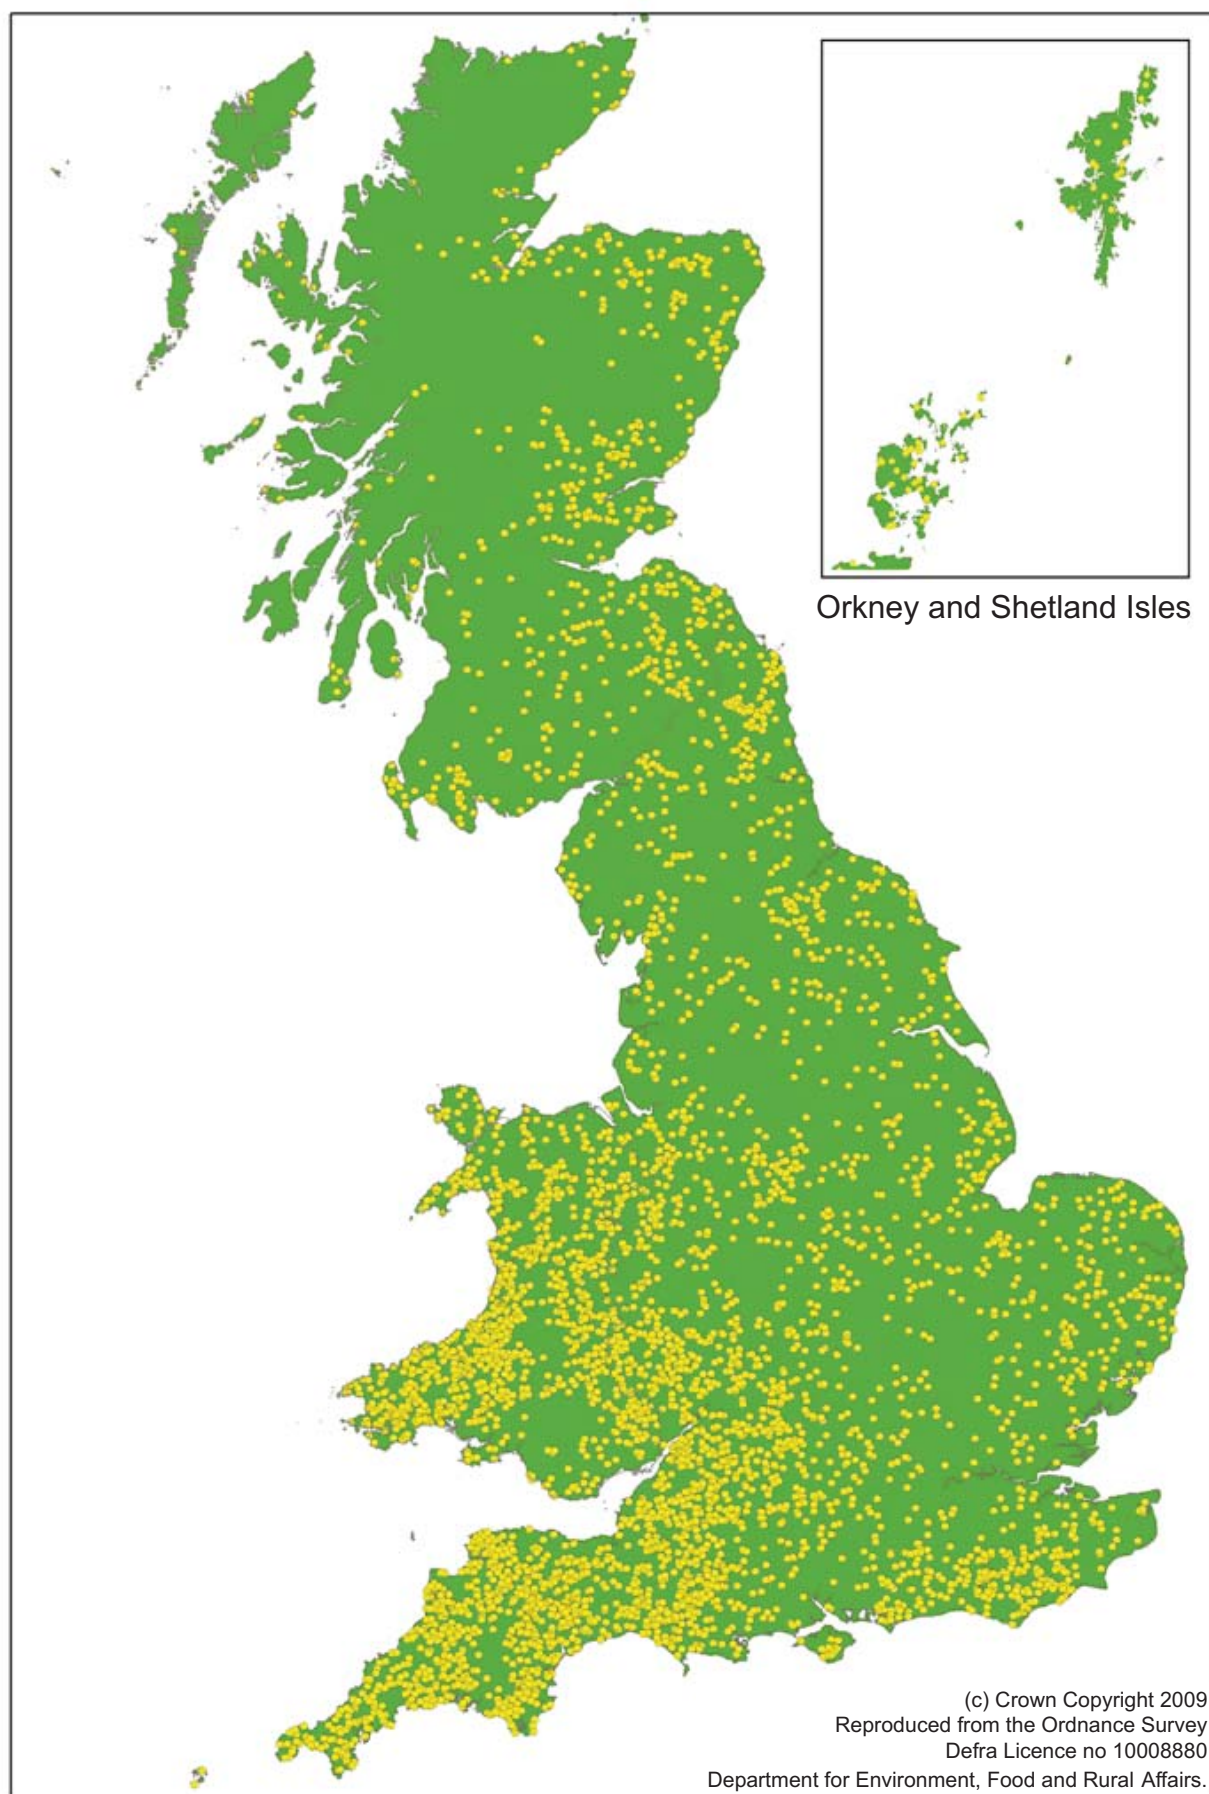 Orkney and Shetland Isles
(c) Crown Copyright 2009
Reproduced from the Ordnance Survey
Defra Licence no 10008880
Department for Environment, Food and Rural Affairs.